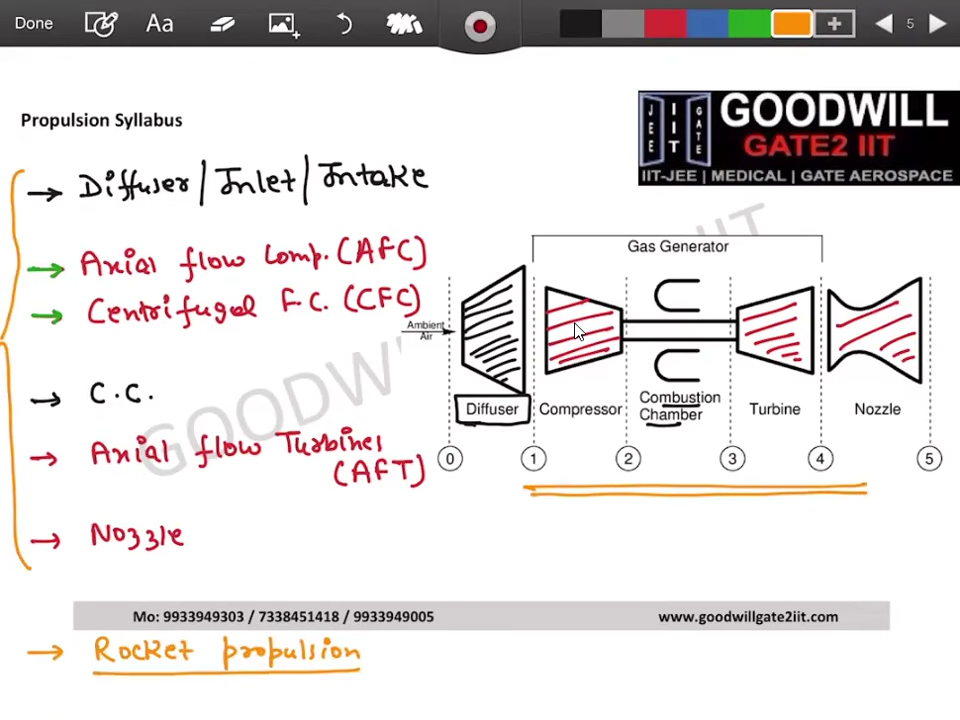 Done
Aa
5
Propulsion Syllabus
JEE
IIT
GATE
GOODWILL
GATE2 IIT
IIT-JEE | MEDICAL | GATE AEROSPACE
→ Diffuser | Inlet | Intake
→ Axial flow Comp. (AFC)
→ Centrifugal F.C. (CFC)
→ C.C.
→ Axial flow Turbines
(AFT)
→ Nozzle
Gas Generator
Ambient
Air
Diffuser
Compressor
Combustion
Chamber
Turbine
Nozzle
0 1 2 3 4 5
GOODWILL
IIT
Mo: 9933949303 / 7338451418 / 9933949005
www.goodwillgate2iit.com
→ Rocket propulsion